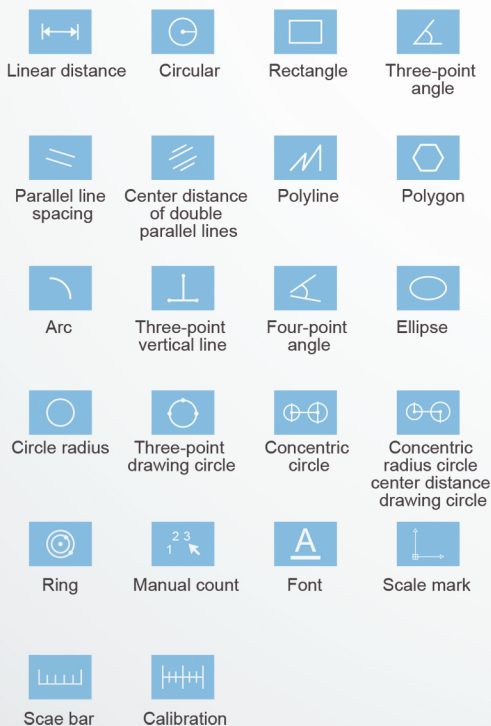 Linear distance
Circular
Rectangle
Three-point
angle
Parallel line
spacing
Center distance
of double
parallel lines
Polyline
Polygon
Arc
Three-point
vertical line
Four-point
angle
Ellipse
Circle radius
Three-point
drawing circle
Concentric
circle
Concentric
radius circle
center distance
drawing circle
2 3
1
Ring
Manual count
A
Font
Scale mark
Scae bar
Calibration